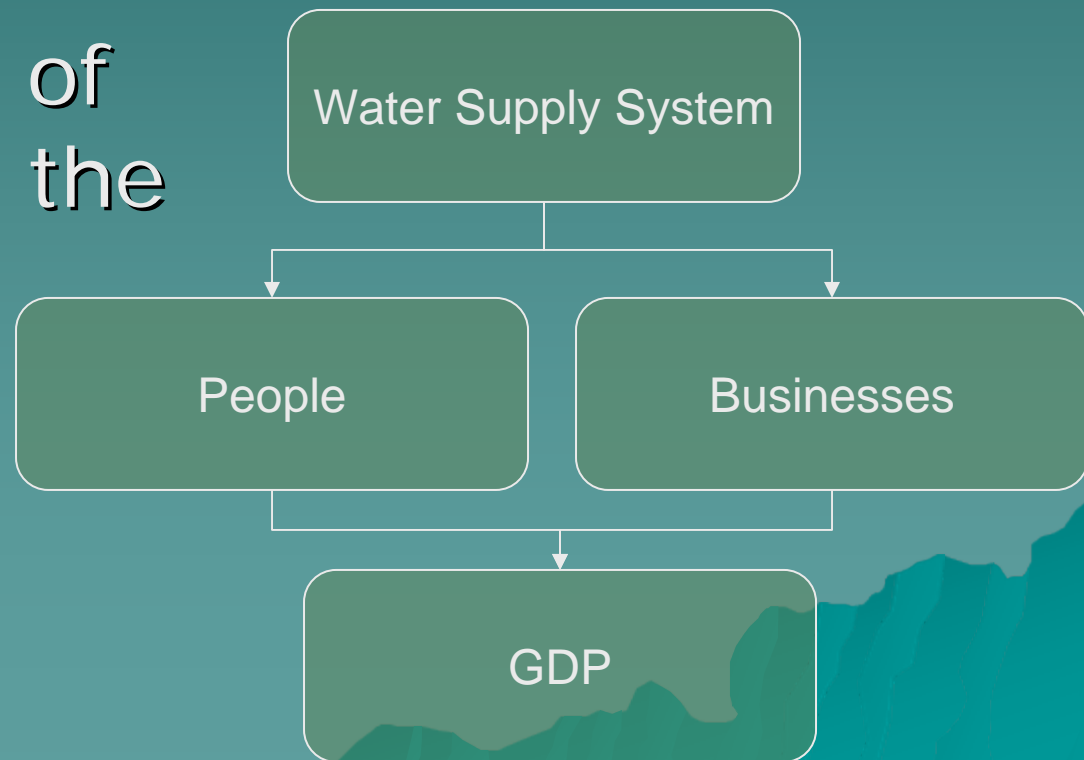 of
the
Water Supply System
People
Businesses
GDP